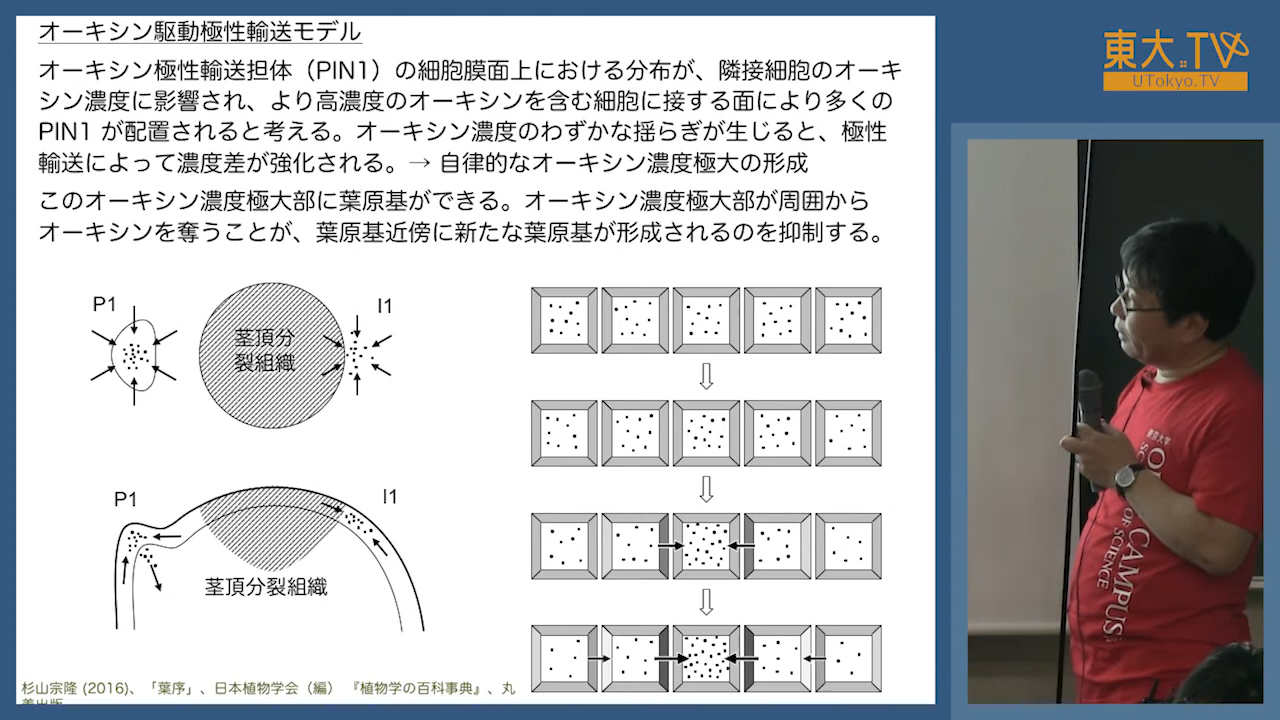 オーキシン駆動極性輸送モデル
オーキシン極性輸送担体（PIN1）の細胞膜面上における分布が、隣接細胞のオーキ
シン濃度に影響され、より高濃度のオーキシンを含む細胞に接する面により多くの
PIN1 が配置されると考える。オーキシン濃度のわずかな揺らぎが生じると、極性
輸送によって濃度差が強化される。→ 自律的なオーキシン濃度極大の形成
このオーキシン濃度極大部に葉原基ができる。オーキシン濃度極大部が周囲から
オーキシンを奪うことが、葉原基近傍に新たな葉原基が形成されるのを抑制する。
P1
茎頂分
裂組織
I1
P1
I1
茎頂分裂組織
杉山宗隆 (2016)、「葉序」、日本植物学会（編）『植物学の百科事典』、丸
善出版
東大.TV
UTokyo.TV
東京大学
OF SCIENCE
CAMPUS